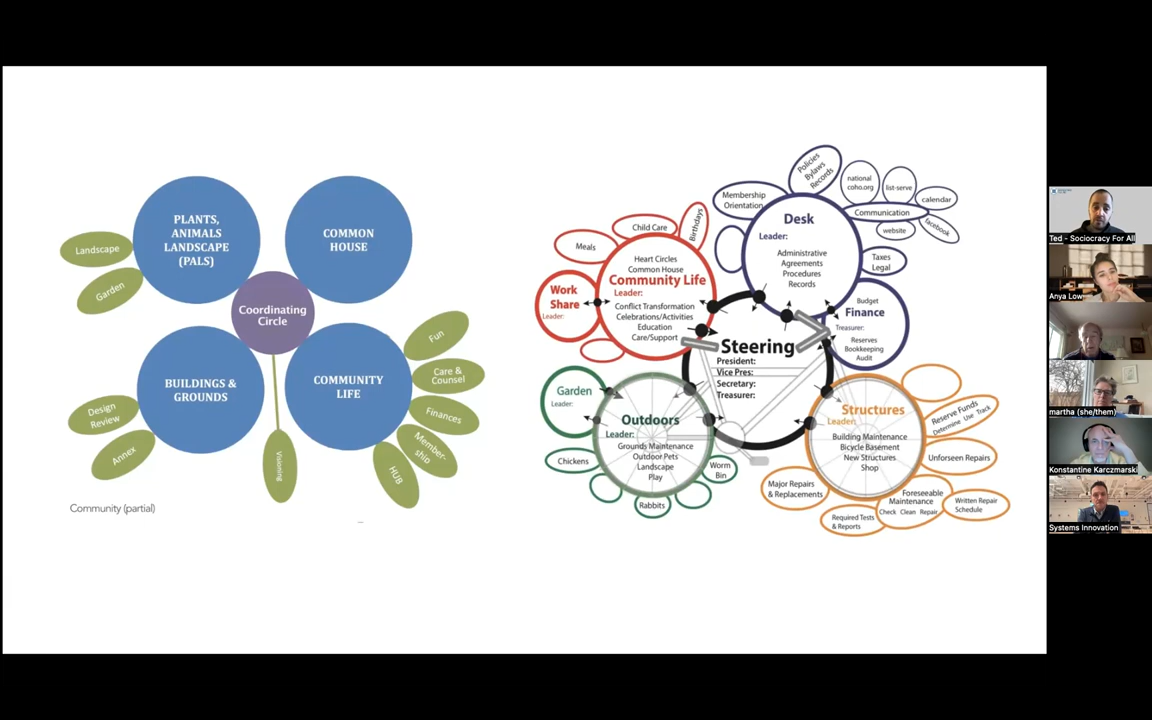 PLANTS,
ANIMALS
LANDSCAPE
(PALS)
COMMON
HOUSE
Landscape
Garden
Coordinating
Circle
BUILDINGS &
GROUNDS
COMMUNITY
LIFE
Fun
Care &
Counsel
Finances
Member-
ship
HUB
Visioning
Design
Review
Annex
Community (partial)
Policies
Bylaws
Records
Membership
Orientation
national
coho.org
list-serve
calendar
Communication
website
facebook
Desk
Leader:
Administrative
Agreements
Procedures
Records
Taxes
Legal
Child Care
Birthdays
Meals
Heart Circles
Common House
Community Life
Leader:
Conflict Transformation
Celebrations/Activities
Education
Care/Support
Work
Share
Leader:
Budget
Finance
Treasurer:
Reserves
Bookkeeping
Audit
Steering
President:
Vice Pres:
Secretary:
Treasurer:
Garden
Leader:
Outdoors
Leader:
Grounds Maintenance
Outdoor Pets
Landscape
Play
Chickens
Rabbits
Worm
Bin
Structures
Leader:
Building Maintenance
Bicycle Basement
New Structures
Shop
Reserve Funds
Determine Use Track
Unforseen Repairs
Major Repairs
& Replacements
Foreseeable
Maintenance
Check Clean Repair
Written Repair
Schedule
Required Tests
& Reports
Ted - Sociocracy For All
Anya Low
martha (she/them)
Konstantine Karczmarski
Systems Innovation